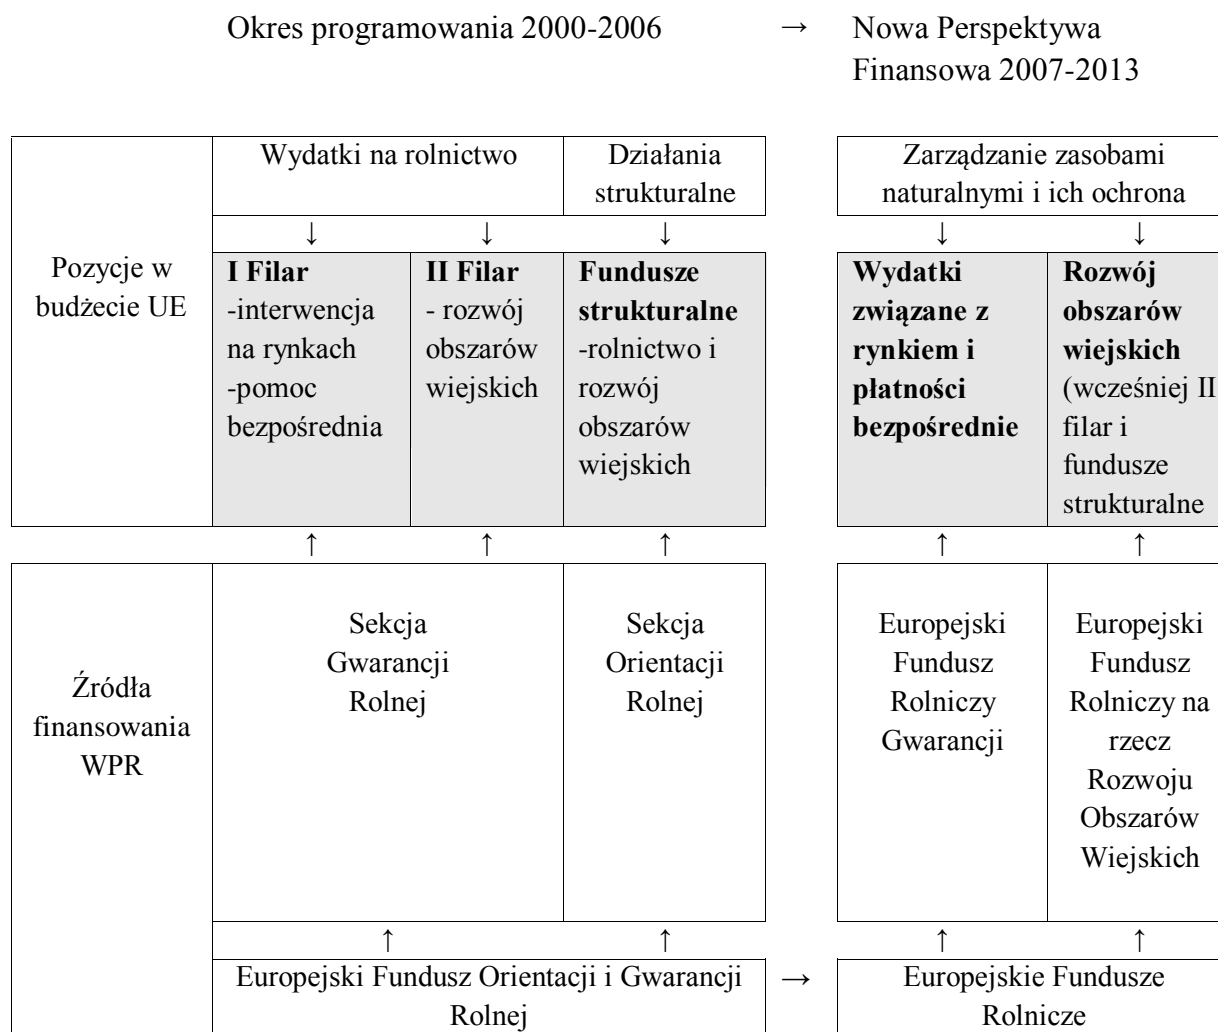 Okres programowania 2000-2006 → Nowa Perspektywa
Finansowa 2007-2013
Pozycje w
budżecie UE
Wydatki na rolnictwo
Działania
strukturalne
Zarządzanie zasobami
naturalnymi i ich ochrona
↓ ↓ ↓ ↓ ↓
I Filar
-interwencja
na rynkach
-pomoc
bezpośrednia
II Filar
- rozwój
obszarów
wiejskich
Fundusze
strukturalne
-rolnictwo i
rozwój
obszarów
wiejskich
Wydatki
związane z
rynkiem i
płatności
bezpośrednie
Rozwój
obszarów
wiejskich
(wcześniej II
filar i
fundusze
strukturalne
↑ ↑ ↑ ↑ ↑
Źródła
finansowania
WPR
Sekcja
Gwarancji
Rolnej
Sekcja
Orientacji
Rolnej
Europejski
Fundusz
Rolniczy
Gwarancji
Europejski
Fundusz
Rolniczy na
rzecz
Rozwoju
Obszarów
Wiejskich
↑ ↑ ↑ ↑
Europejski Fundusz Orientacji i Gwarancji
Rolnej
→
Europejskie Fundusze
Rolnicze